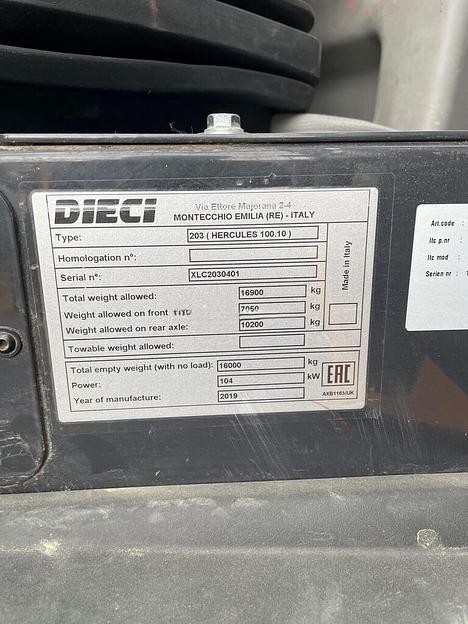 DIECI
Via Ettore Majorana 2-4
MONTECCHIO EMILIA (RE) - ITALY
Type: 203 ( HERCULES 100.10 )
Homologation n°:
Serial n°: XLC2030401
Made in Italy
Total weight allowed: 16900 kg
Weight allowed on front 7050 kg
Weight allowed on rear axle: 10200 kg
Towable weight allowed:
Total empty weight (with no load): 16000 kg
Power: 104 kW
Year of manufacture: 2019
EAC
AXB1165/UK
Art.code :
Itc p.nr :
Itc mod :
Serien nr :